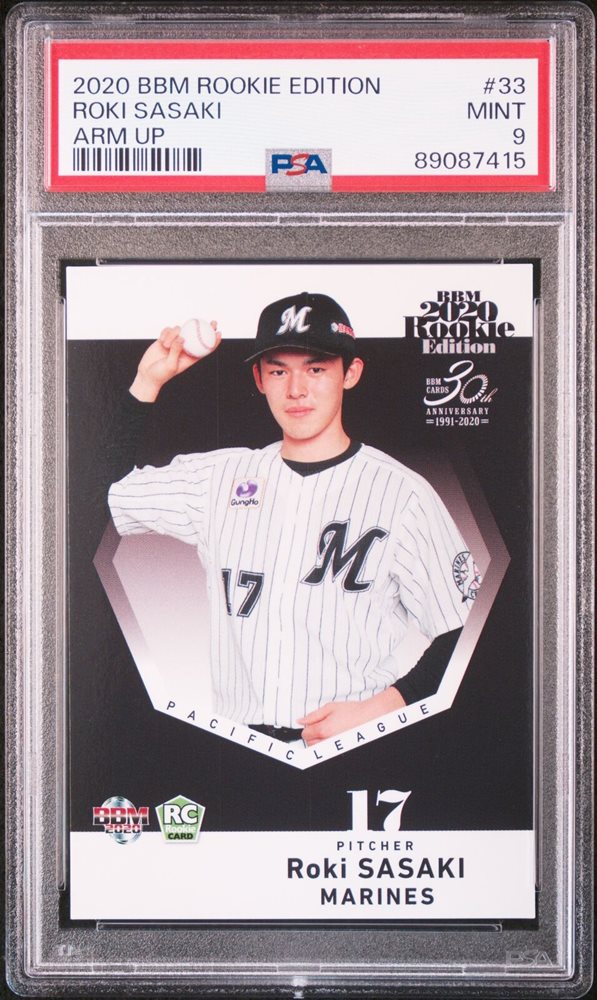 2020 BBM ROOKIE EDITION #33
ROKI SASAKI MINT
ARM UP 9
PSA 89087415
BBM
2020
Rookie
Edition
BBM CARDS 30th
ANNIVERSARY
1991-2020
M
GungHo
M
17
PACIFIC LEAGUE
17
BBM
2020
RC
Rookie
CARD
PITCHER
Roki SASAKI
MARINES
PSA